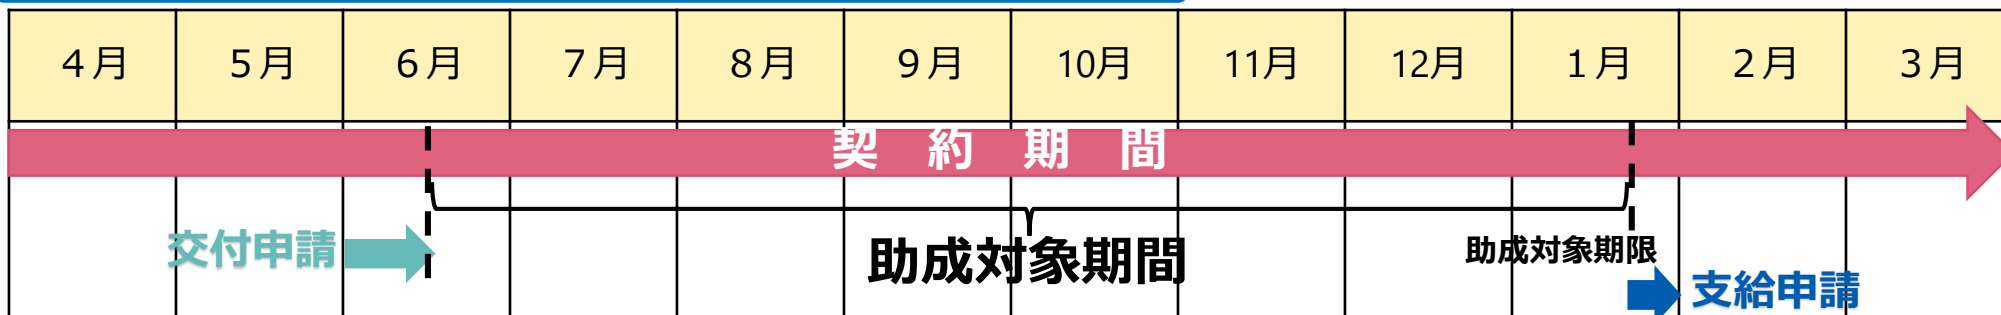 4月 5月 6月 7月 8月 9月 10月 11月 12月 1月 2月 3月
契約期間
交付申請
助成対象期間
助成対象期限
支給申請